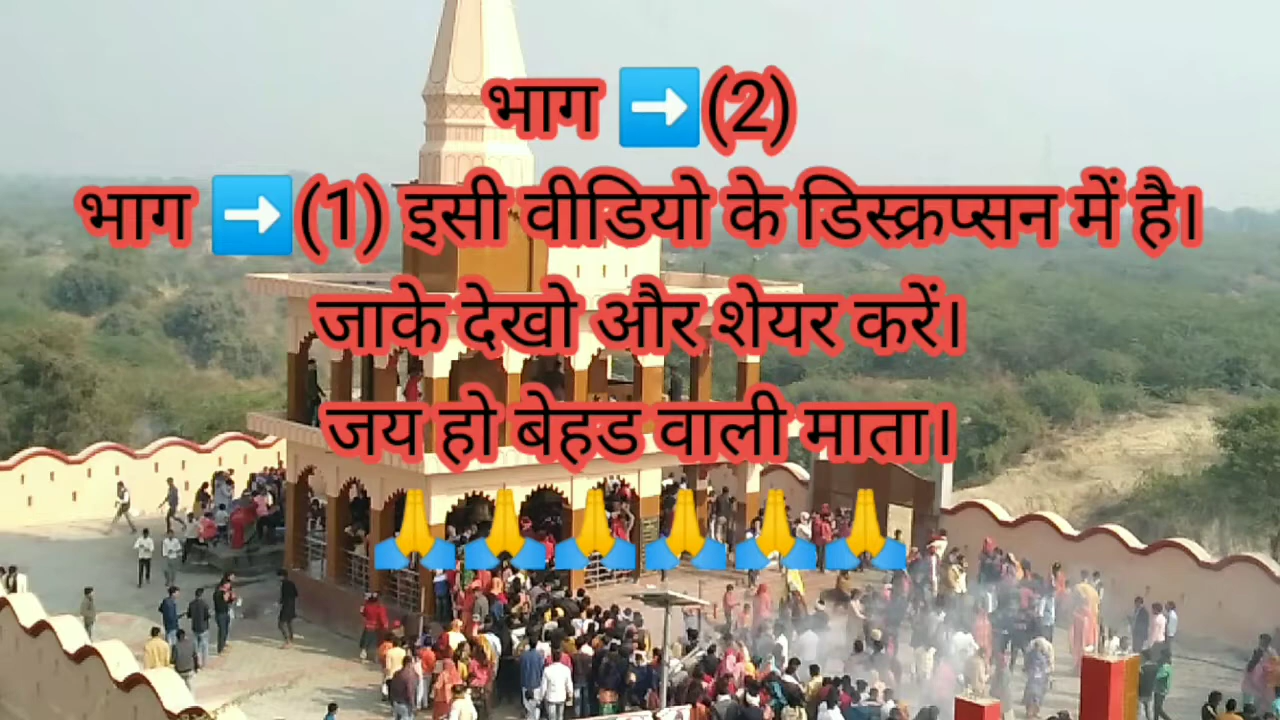 भाग ➡️(2)
भाग ➡️(1) इसी वीडियो के डिस्क्रप्सन में है।
जाके देखो और शेयर करें।
जय हो बेहड वाली माता।
🙏🙏🙏🙏🙏🙏